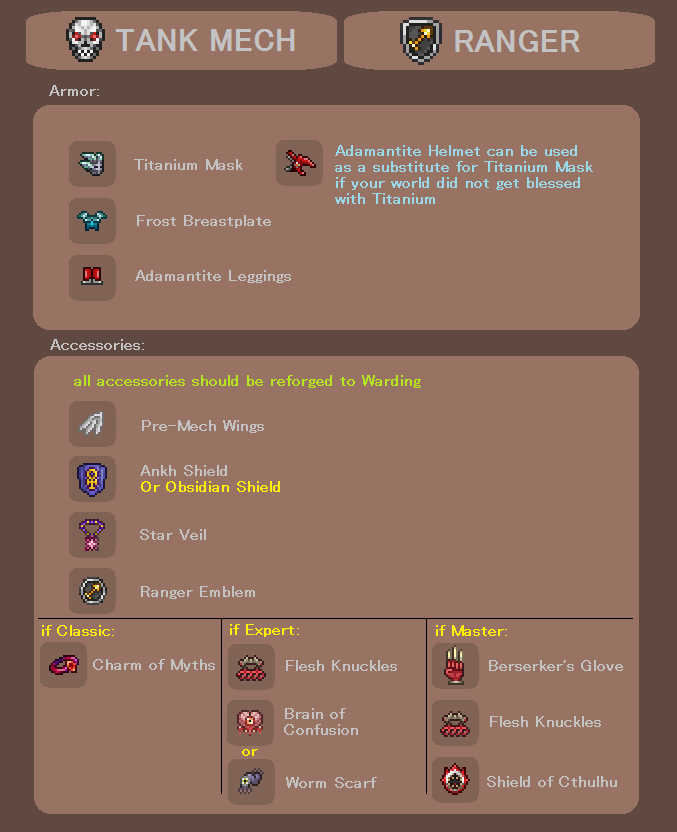 TANK MECH
RANGER
Armor:
Titanium Mask
Adamantite Helmet can be used
as a substitute for Titanium Mask
if your world did not get blessed
with Titanium
Frost Breastplate
Adamantite Leggings
Accessories:
all accessories should be reforged to Warding
Pre-Mech Wings
Ankh Shield
Or Obsidian Shield
Star Veil
Ranger Emblem
if Classic:
Charm of Myths
if Expert:
Flesh Knuckles
Brain of
Confusion
or
Worm Scarf
if Master:
Berserker's Glove
Flesh Knuckles
Shield of Cthulhu